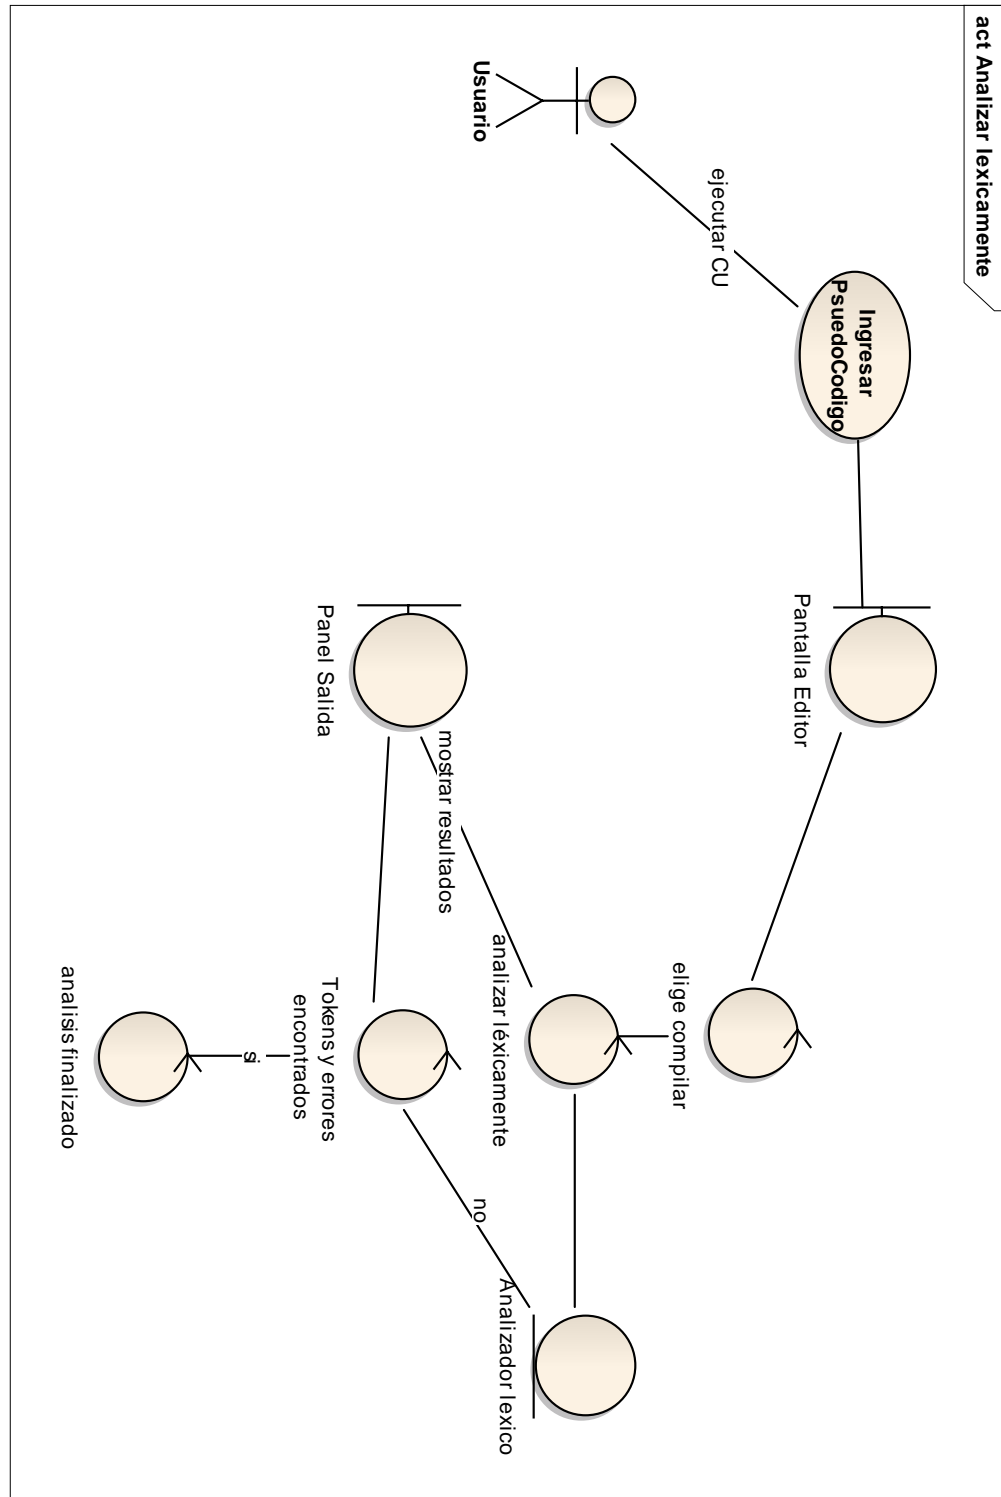 act Analizar lexicamente
Usuario
ejecutar CU
Ingresar
PsuedoCodigo
Pantalla Editor
elige compilar
analizar léxicamente
Analizador lexico
mostrar resultados
Panel Salida
Tokens y errores
encontrados
no
si
analisis finalizado